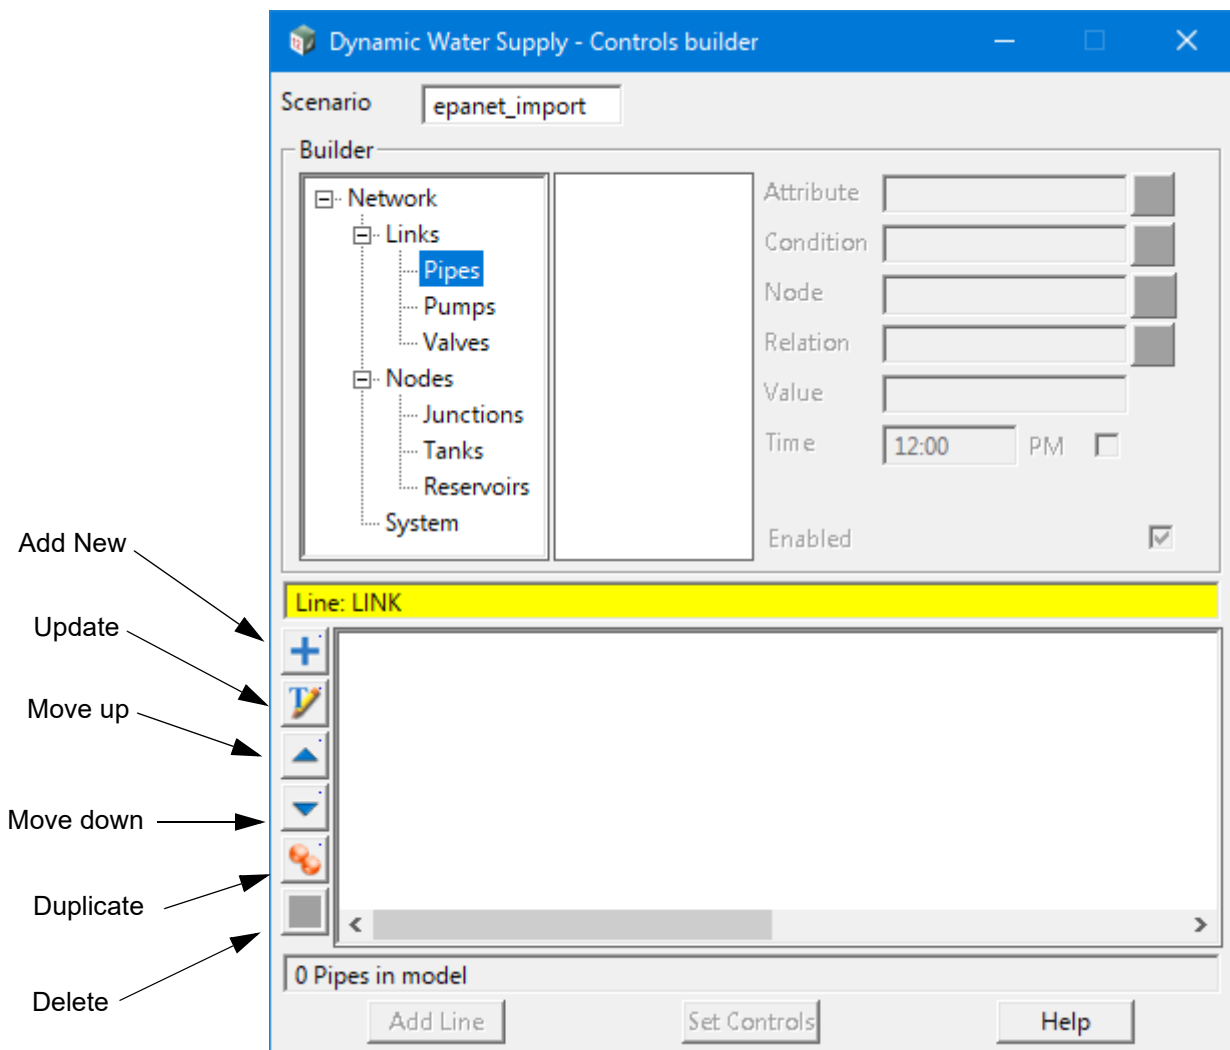 Dynamic Water Supply - Controls builder
Scenario epanet_import
Builder
Network
Links
Pipes
Pumps
Valves
Nodes
Junctions
Tanks
Reservoirs
System
Attribute
Condition
Node
Relation
Value
Time 12:00 PM
Enabled
Line: LINK
Add New
Update
Move up
Move down
Duplicate
Delete
0 Pipes in model
Add Line Set Controls Help